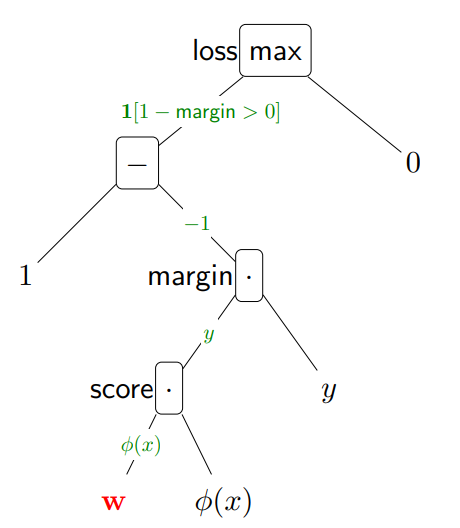 loss max
1[1 − margin > 0]
− 0
−1
1 margin ·
y
score · y
ϕ(x)
w ϕ(x)